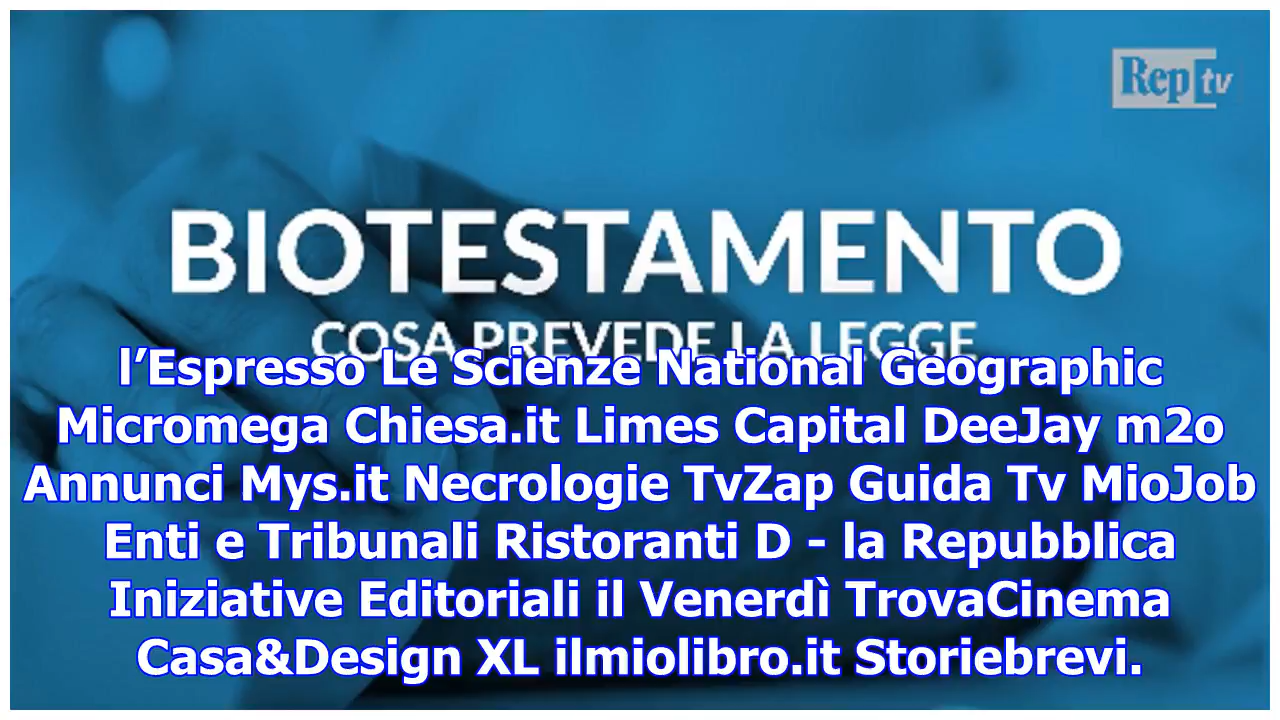 Rep tv
BIOTESTAMENTO
COSA PREVEDE LA LEGGE
l’Espresso Le Scienze National Geographic
Micromega Chiesa.it Limes Capital DeeJay m2o
Annunci Mys.it Necrologie TvZap Guida Tv MioJob
Enti e Tribunali Ristoranti D - la Repubblica
Iniziative Editoriali il Venerdì TrovaCinema
Casa&Design XL ilmiolibro.it Storiebrevi.